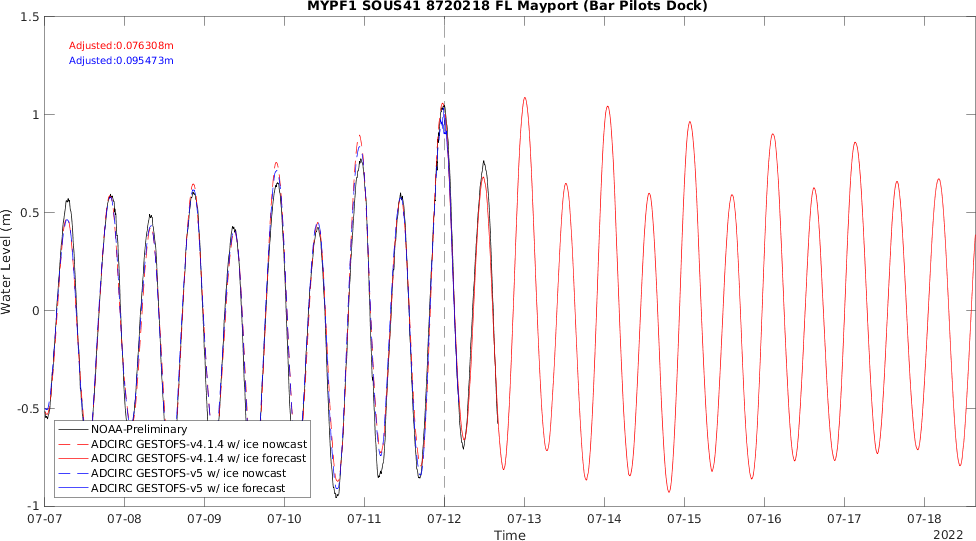 MYPF1 SOUS41 8720218 FL Mayport (Bar Pilots Dock)
1.5
Adjusted:0.076308m
Adjusted:0.095473m
1
0.5
Water Level (m)
0
-0.5
NOAA-Preliminary
ADCIRC GESTOFS-v4.1.4 w/ ice nowcast
ADCIRC GESTOFS-v4.1.4 w/ ice forecast
ADCIRC GESTOFS-v5 w/ ice nowcast
ADCIRC GESTOFS-v5 w/ ice forecast
-1
07-07 07-08 07-09 07-10 07-11 07-12 07-13 07-14 07-15 07-16 07-17 07-18
Time
2022